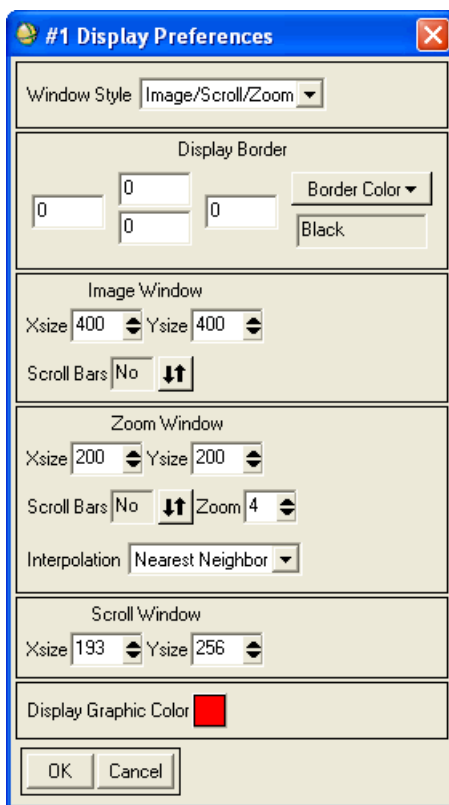 #1 Display Preferences
Window Style Image/Scroll/Zoom
Display Border
0
0
0
0
Border Color
Black
Image Window
Xsize 400 Ysize 400
Scroll Bars No
Zoom Window
Xsize 200 Ysize 200
Scroll Bars No Zoom 4
Interpolation Nearest Neighbor
Scroll Window
Xsize 193 Ysize 256
Display Graphic Color
OK Cancel